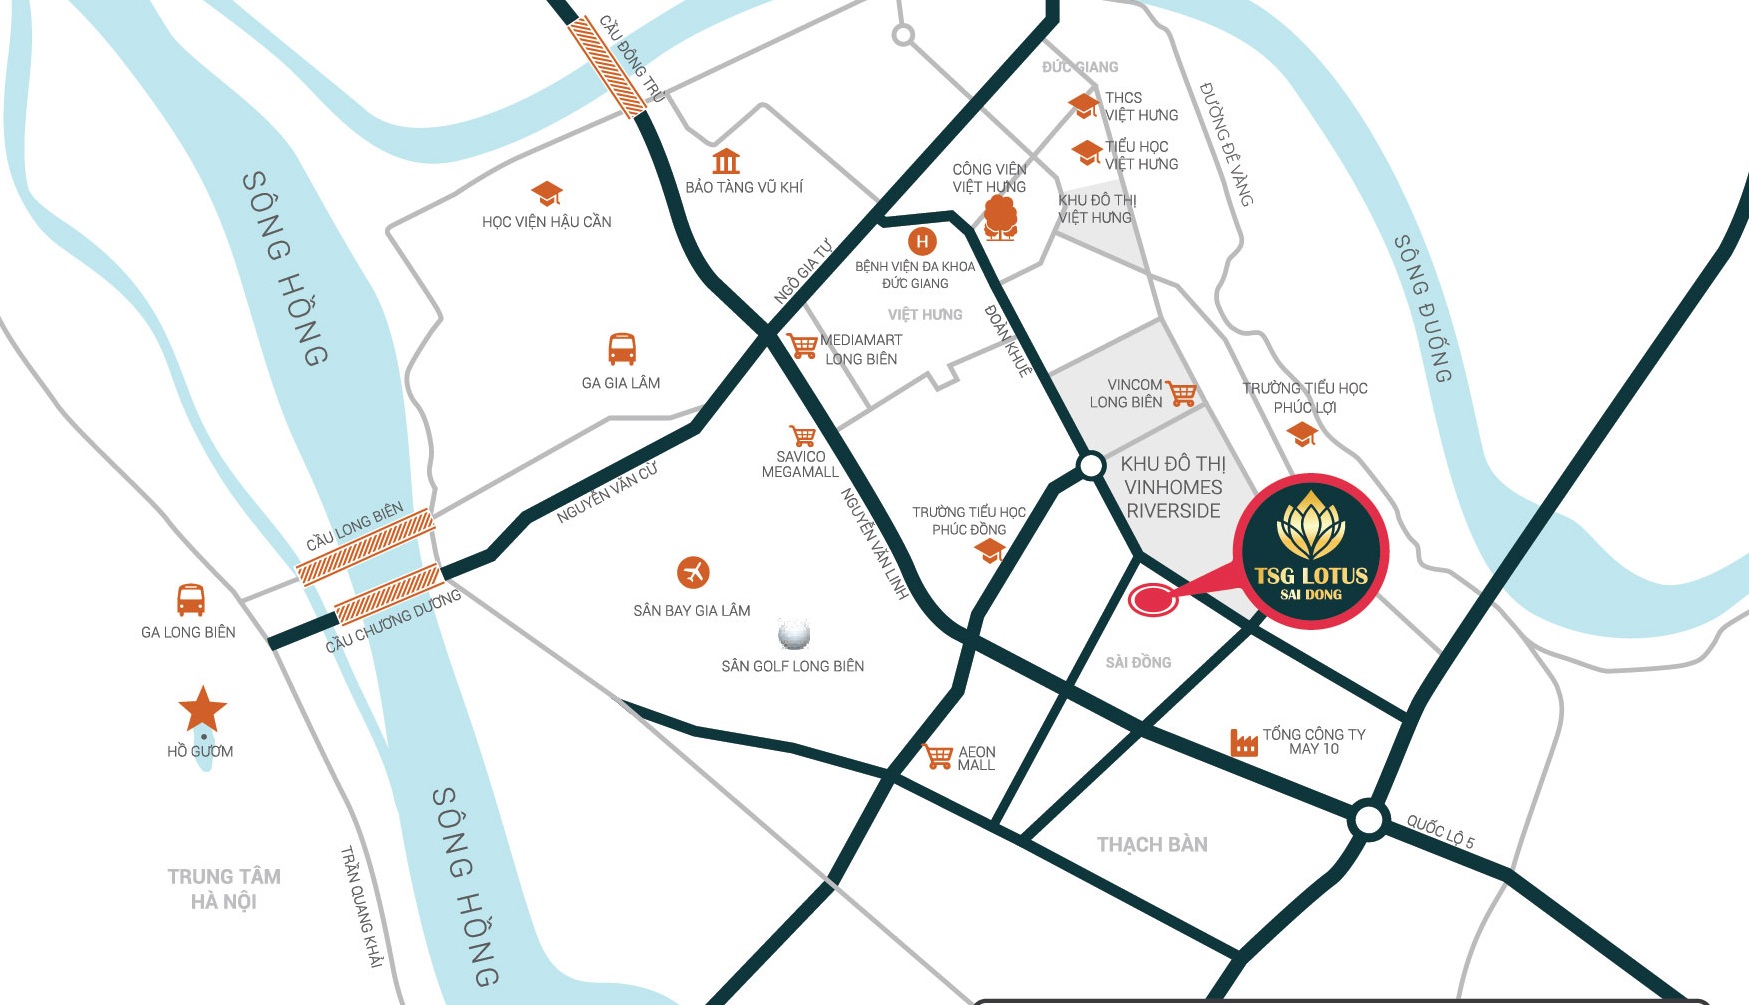 CẦU ĐÔNG TRÙ
ĐỨC GIANG
THCS
VIỆT HƯNG
TIỂU HỌC
VIỆT HƯNG
ĐƯỜNG ĐÊ VÀNG
BẢO TÀNG VŨ KHÍ
CÔNG VIÊN
VIỆT HƯNG
KHU ĐÔ THỊ
VIỆT HƯNG
HỌC VIỆN HẬU CẦN
SÔNG HỒNG
NGÔ GIA TỰ
H
BỆNH VIỆN ĐA KHOA
ĐỨC GIANG
VIỆT HƯNG
SÔNG ĐUỐNG
ĐOÀN KHUÊ
MEDIAMART
LONG BIÊN
GA GIA LÂM
VINCOM
LONG BIÊN
TRƯỜNG TIỂU HỌC
PHÚC LỢI
SAVICO
MEGAMALL
NGUYỄN VĂN CỪ
NGUYỄN VĂN LINH
KHU ĐÔ THỊ
VINHOMES
RIVERSIDE
TRƯỜNG TIỂU HỌC
PHÚC ĐỒNG
CẦU LONG BIÊN
TSG LOTUS
SAI DONG
SÂN BAY GIA LÂM
CẦU CHƯƠNG DƯƠNG
GA LONG BIÊN
SÂN GOLF LONG BIÊN
SÀI ĐỒNG
HỒ GƯƠM
AEON
MALL
TỔNG CÔNG TY
MAY 10
QUỐC LỘ 5
THẠCH BÀN
SÔNG HỒNG
TRẦN QUANG KHẢI
TRUNG TÂM
HÀ NỘI